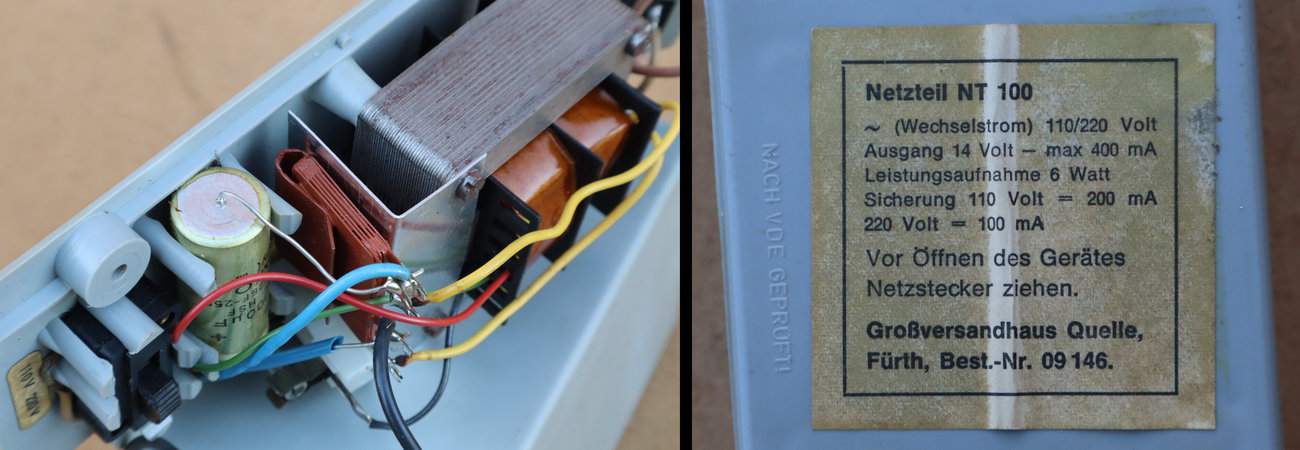 110V 220V
Netzteil NT 100
~ (Wechselstrom) 110/220 Volt
Ausgang 14 Volt — max 400 mA
Leistungsaufnahme 6 Watt
Sicherung 110 Volt = 200 mA
220 Volt = 100 mA
Vor Öffnen des Gerätes
Netzstecker ziehen.
Großversandhaus Quelle,
Fürth, Best.-Nr. 09 146.
NACH VDE GEPRÜFT!